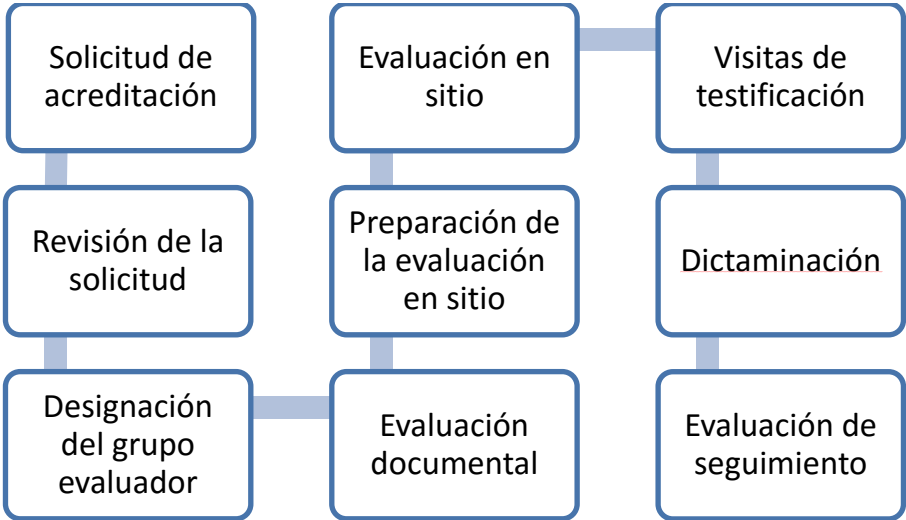 Solicitud de
acreditación
Revisión de la
solicitud
Designación
del grupo
evaluador
Evaluación
documental
Preparación de
la evaluación
en sitio
Evaluación en
sitio
Visitas de
testificación
Dictaminación
Evaluación de
seguimiento